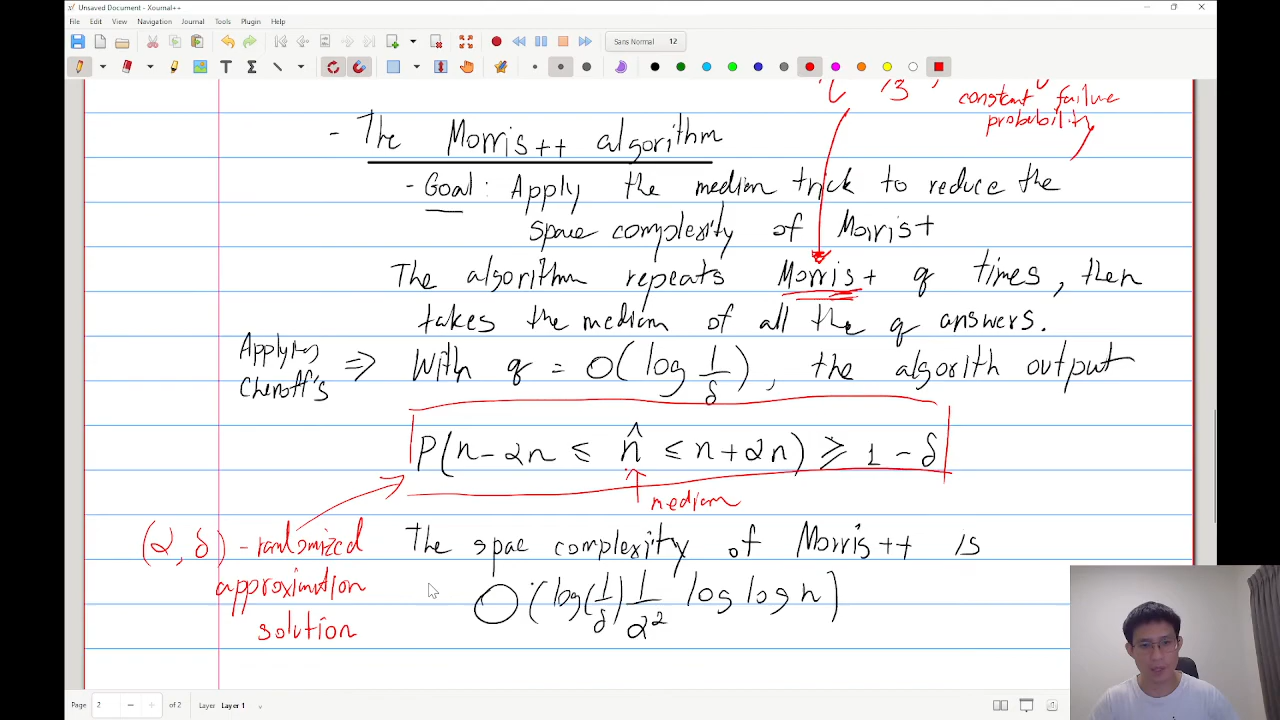 Unsaved Document - Xournal++
File Edit View Navigation Journal Tools Plugin Help
Sans Normal 12
constant failure
probability
- The Morris++ algorithm
- Goal: Apply the median trick to reduce the
space complexity of Morris+
The algorithm repeats Morris+ q times, then
takes the median of all the q answers.
Applying
Cheroff's
⇒ With q = O(log 1/δ), the algorith output
P(n - αn ≤ n̂ ≤ n + αn) ≥ 1 - δ
median
(α, δ) - randomized
approximation
solution
The spae complexity of Morris++ is
O(log(1/δ) 1/α² log log n)
Page 2 of 2 Layer Layer 1